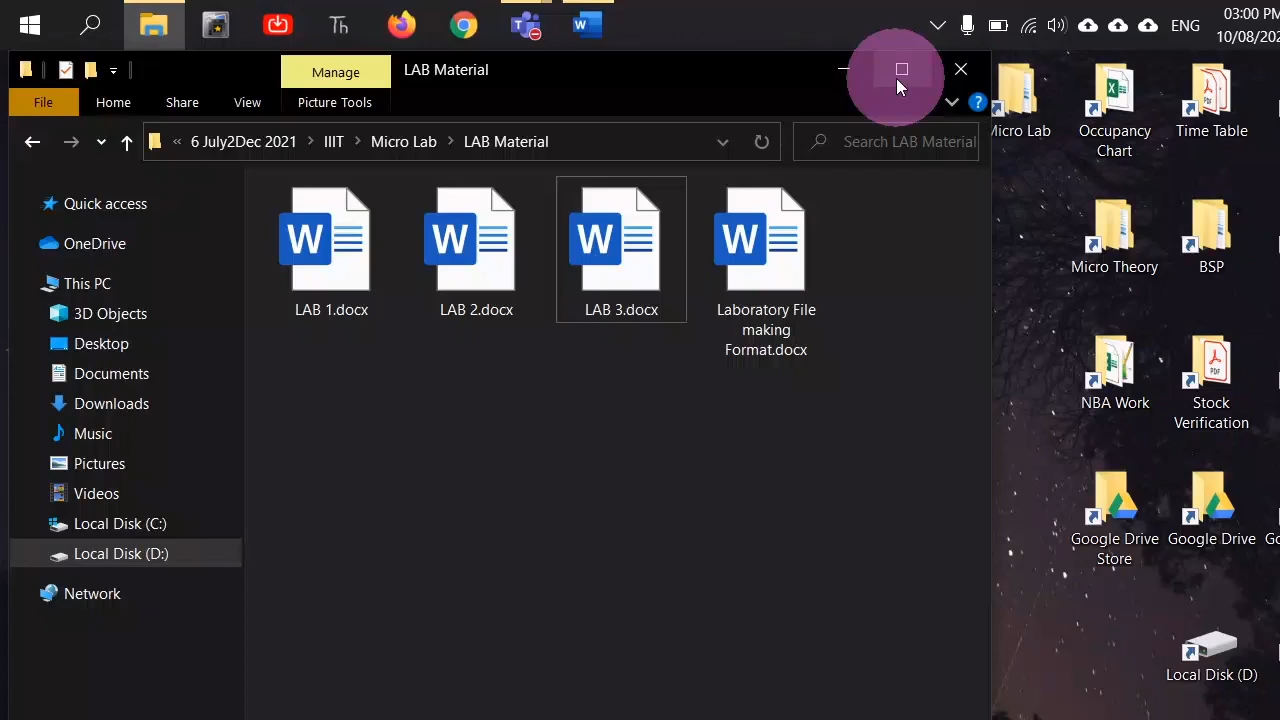 Th
ENG
03:00 PM
10/08/202
Manage
LAB Material
File
Home
Share
View
Picture Tools
?
« 6 July2Dec 2021 > IIIT > Micro Lab > LAB Material
Search LAB Material
Quick access
OneDrive
This PC
3D Objects
Desktop
Documents
Downloads
Music
Pictures
Videos
Local Disk (C:)
Local Disk (D:)
Network
W
LAB 1.docx
W
LAB 2.docx
W
LAB 3.docx
W
Laboratory File
making
Format.docx
Micro Lab
Occupancy
Chart
Time Table
Micro Theory
BSP
NBA Work
Stock
Verification
Google Drive
Store
Google Drive
Go
Local Disk (D)